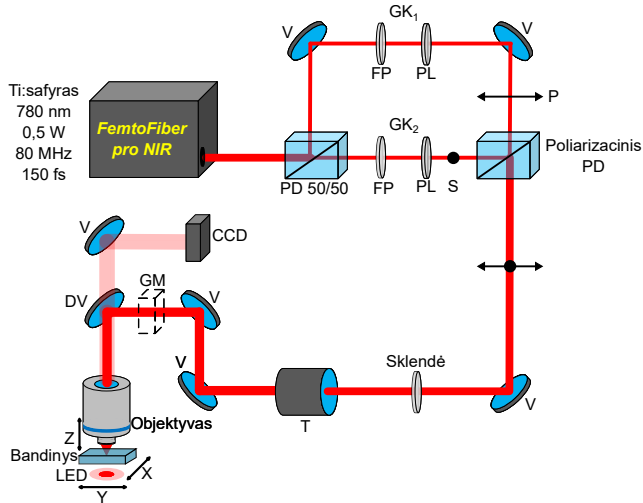 GK1
V
V
FP
PL
Ti:safyras
780 nm
0,5 W
80 MHz
150 fs
FemtoFiber
pro NIR
P
GK2
Poliarizacinis
PD
PD 50/50
FP
PL
S
V
CCD
DV
GM
V
V
Sklendė
T
V
Objektyvas
Z
Bandinys
LED
X
Y